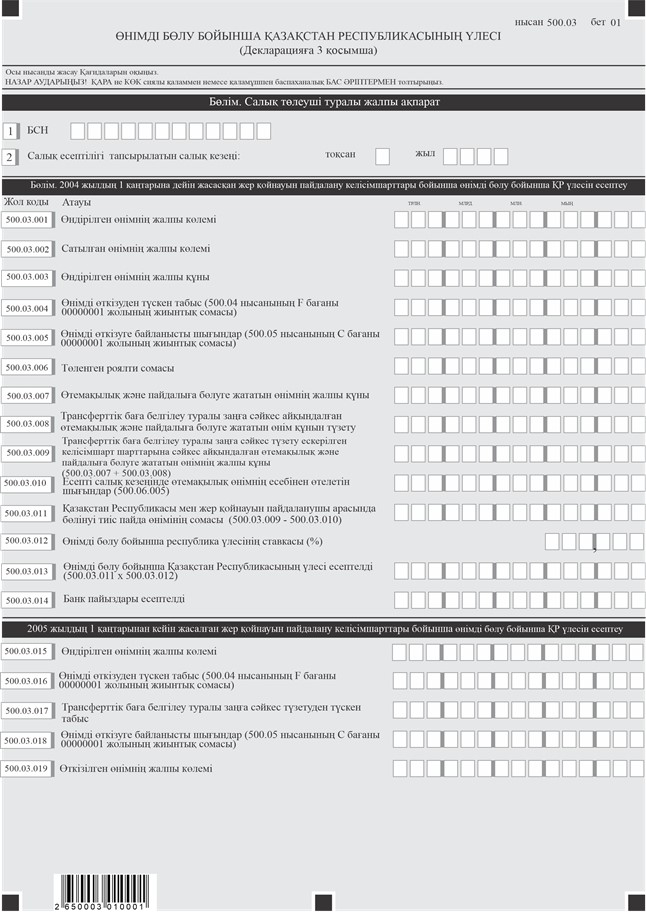 нысан 500.03 бет 01
ӨНІМДІ БӨЛУ БОЙЫНША ҚАЗАҚСТАН РЕСПУБЛИКАСЫНЫҢ ҮЛЕСІ
(Декларацияға 3 қосымша)
Осы нысанды жасау Қағидаларын оқыңыз.
НАЗАР АУДАРЫҢЫЗ! ҚАРА не КӨК сиялы қаламмен немесе қаламұшпен баспаханалық БАС ӘРІПТЕРМЕН толтырыңыз.
Бөлім. Салық төлеуші туралы жалпы ақпарат
1 БСН
2 Салық есептілігі тапсырылатын салық кезеңі: тоқсан жыл
Бөлім. 2004 жылдың 1 қаңтарына дейін жасасқан жер қойнауын пайдалану келісімшарттары бойынша өнімді бөлу бойынша ҚР үлесін есептеу
Жол коды Атауы трлн млрд млн мың
500.03.001 Өндірілген өнімнің жалпы көлемі
500.03.002 Сатылған өнімнің жалпы көлемі
500.03.003 Өндірілген өнімнің жалпы құны
500.03.004 Өнімді өткізуден түскен табыс (500.04 нысанының F бағаны
00000001 жолының жиынтық сомасы)
500.03.005 Өнімді өткізуге байланысты шығындар (500.05 нысанының C бағаны
00000001 жолының жиынтық сомасы)
500.03.006 Төленген роялти сомасы
500.03.007 Өтемақылық және пайдалыға бөлуге жататын өнімнің жалпы құны
500.03.008 Трансферттік баға белгілеу туралы заңға сәйкес айқындалған
өтемақылық және пайдалыға бөлуге жататын өнім құнын түзету
500.03.009 Трансферттік баға белгілеу туралы заңға сәйкес түзету ескерілген
келісімшарт шарттарына сәйкес айқындалған өтемақылық және
пайдалыға бөлуге жататын өнімнің жалпы құны
(500.03.007 + 500.03.008)
500.03.010 Есепті салық кезеңінде өтемақылық өнімнің есебінен өтелетін
шығындар (500.06.005)
500.03.011 Қазақстан Республикасы мен жер қойнауын пайдаланушы арасында
бөлінуі тиіс пайда өнімінің сомасы (500.03.009 - 500.03.010)
500.03.012 Өнімді бөлу бойынша республика үлесінің ставкасы (%) ,
500.03.013 Өнімді бөлу бойынша Қазақстан Республикасының үлесі есептелді
(500.03.011 х 500.03.012)
500.03.014 Банк пайыздары есептелді
2005 жылдың 1 қаңтарынан кейін жасалған жер қойнауын пайдалану келісімшарттары бойынша өнімді бөлу бойынша ҚР үлесін есептеу
500.03.015 Өндірілген өнімнің жалпы көлемі
500.03.016 Өнімді өткізуден түскен табыс (500.04 нысанының F бағаны
00000001 жолының жиынтық сомасы)
500.03.017 Трансферттік баға белгілеу туралы заңға сәйкес түзетуден түскен
табыс
500.03.018 Өнімді өткізуге байланысты шығындар (500.05 нысанының C бағаны
00000001 жолының жиынтық сомасы)
500.03.019 Өткізілген өнімнің жалпы көлемі
2 650003 010001